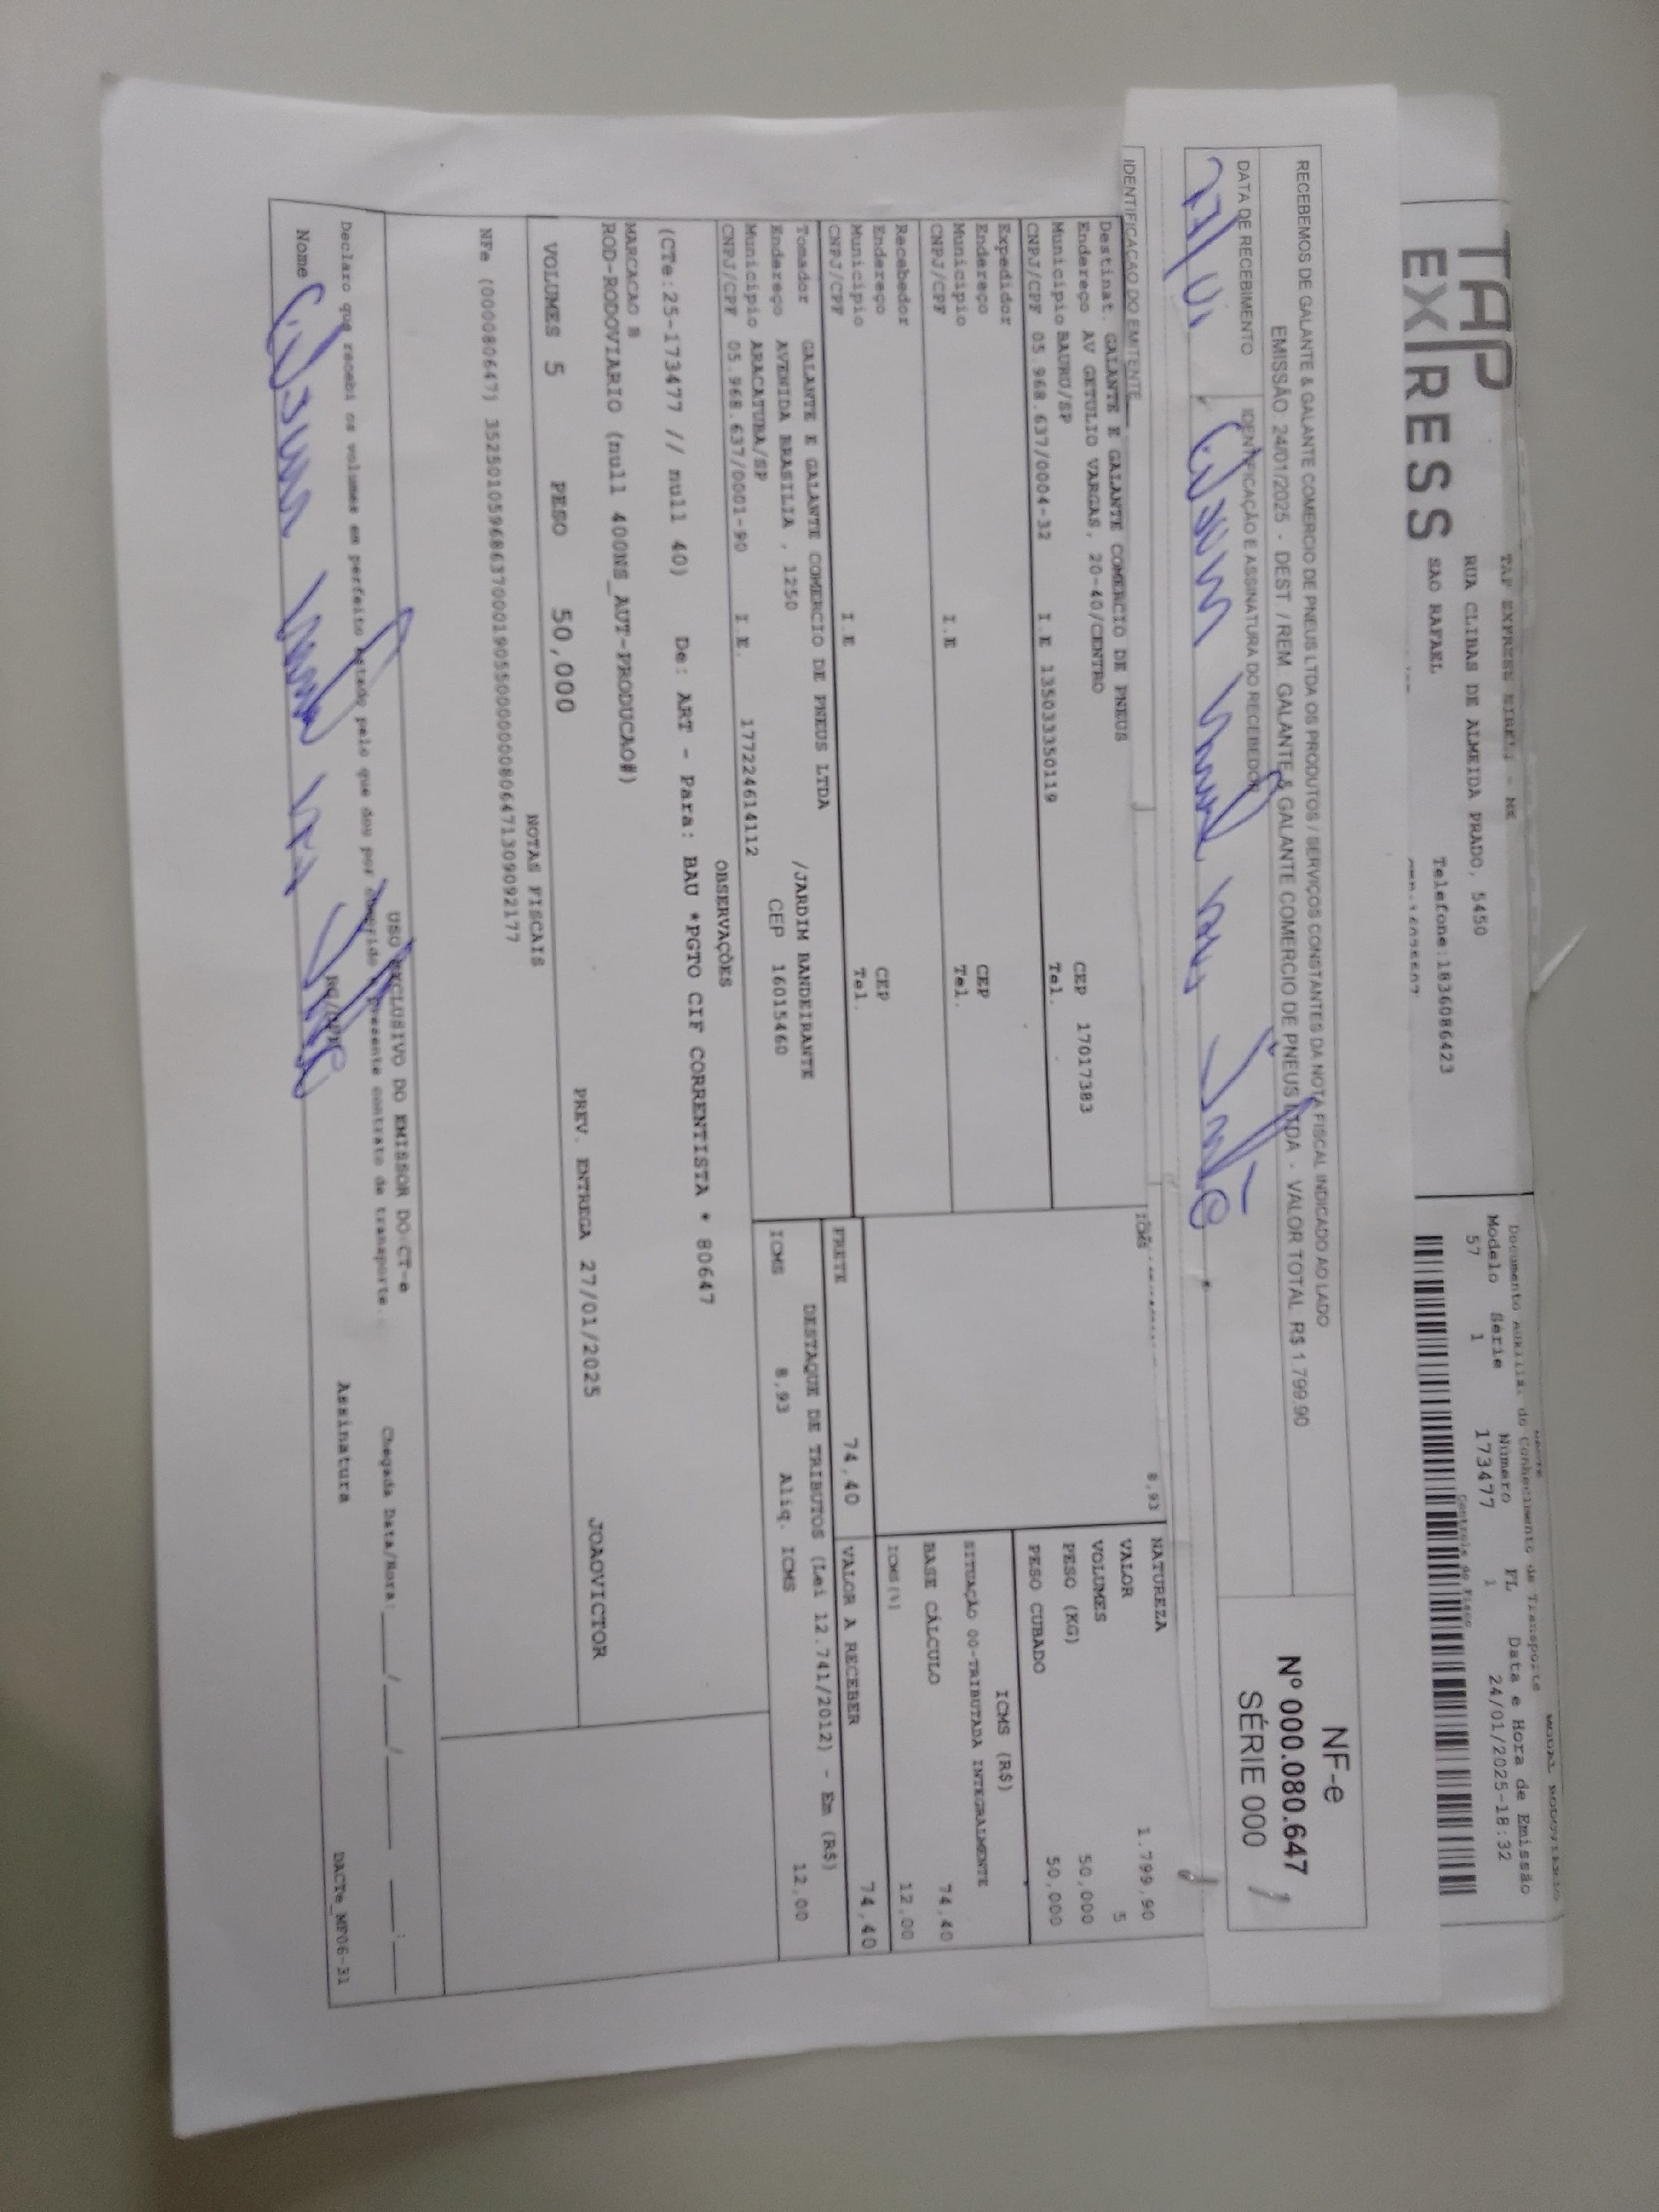 TAP
EXPRESS
TAP EXPRESS EIRELI - ME
RUA CLIBAS DE ALMEIDA PRADO, 5450
SAO RAFAEL Telefone:1836086423
MODAL RODOVIARIO
Documento Auxiliar do Conhecimento de Transporte
Modelo Série Número FL Data e Hora de Emissão
57 1 173477 1 24/01/2025-18:32
Controle do Fisco
RECEBEMOS DE GALANTE & GALANTE COMERCIO DE PNEUS LTDA OS PRODUTOS / SERVIÇOS CONSTANTES DA NOTA FISCAL INDICADO AO LADO
EMISSÃO 24/01/2025 - DEST / REM GALANTE & GALANTE COMERCIO DE PNEUS LTDA - VALOR TOTAL R$ 1.799,90
DATA DE RECEBIMENTO IDENTIFICAÇÃO E ASSINATURA DO RECEBEDOR
NF-e
Nº 000.080.647
SÉRIE 000
IDENTIFICAÇÃO DO EMITENTE
ICMS 8,93
Destinat. GALANTE E GALANTE COMERCIO DE PNEUS
Endereço AV GETULIO VARGAS, 20-40/CENTRO CEP 17017383
Municipio BAURU/SP Tel.
CNPJ/CPF 05.968.637/0004-32 I.E 135033350119
Expedidor
Endereço CEP
Municipio Tel.
CNPJ/CPF I.E
Recebedor
Endereço CEP
Municipio Tel.
CNPJ/CPF I.E
Tomador GALANTE E GALANTE COMERCIO DE PNEUS LTDA
Endereço AVENIDA BRASILIA , 1250 /JARDIM BANDEIRANTE
Municipio ARACATUBA/SP CEP 16015460
CNPJ/CPF 05.968.637/0001-90 I.E. 177224614112
NATUREZA
VALOR 1.799,90
VOLUMES 5
PESO (KG) 50,000
PESO CUBADO 50,000
ICMS (R$)
SITUAÇÃO 00-TRIBUTADA INTEGRALMENTE
BASE CÁLCULO 74,40
ICMS(%) 12,00
FRETE 74,40 VALOR A RECEBER 74,40
DESTAQUE DE TRIBUTOS (Lei 12.741/2012) - Em (R$)
ICMS 8,93 Aliq. ICMS 12,00
OBSERVAÇÕES
(CTe:25-173477 // null 40) De: ART - Para: BAU *PGTO CIF CORRENTISTA * 80647
MARCACAO B
ROD-RODOVIARIO (null 400NS_AUT-PRODUCAO#)
VOLUMES 5 PESO 50,000 PREV. ENTREGA 27/01/2025 JOAOVICTOR
NOTAS FISCAIS
NFe (000080647) 35250105968637000190550000000806471309092177
USO EXCLUSIVO DO EMISSOR DO CT-e
Declaro que recebi os volumes em perfeito estado pelo que dou por cumprido o presente contrato de transporte. Chegada Data/Hora:____/____/____ ____:____
Nome RG/CPF Assinatura DACTe_MF06-31